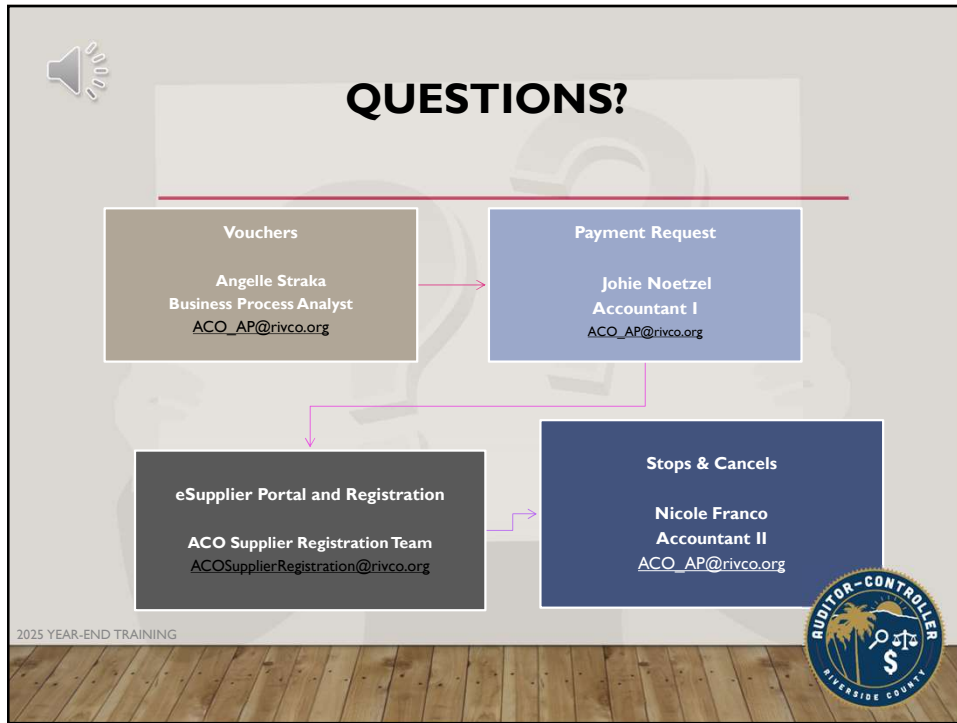 QUESTIONS?
Vouchers
Angelle Straka
Business Process Analyst
ACO_AP@rivco.org
Payment Request
Johie Noetzel
Accountant I
ACO_AP@rivco.org
eSupplier Portal and Registration
ACO Supplier Registration Team
ACOSupplierRegistration@rivco.org
Stops & Cancels
Nicole Franco
Accountant II
ACO_AP@rivco.org
2025 YEAR-END TRAINING
AUDITOR-CONTROLLER
$
RIVERSIDE COUNTY